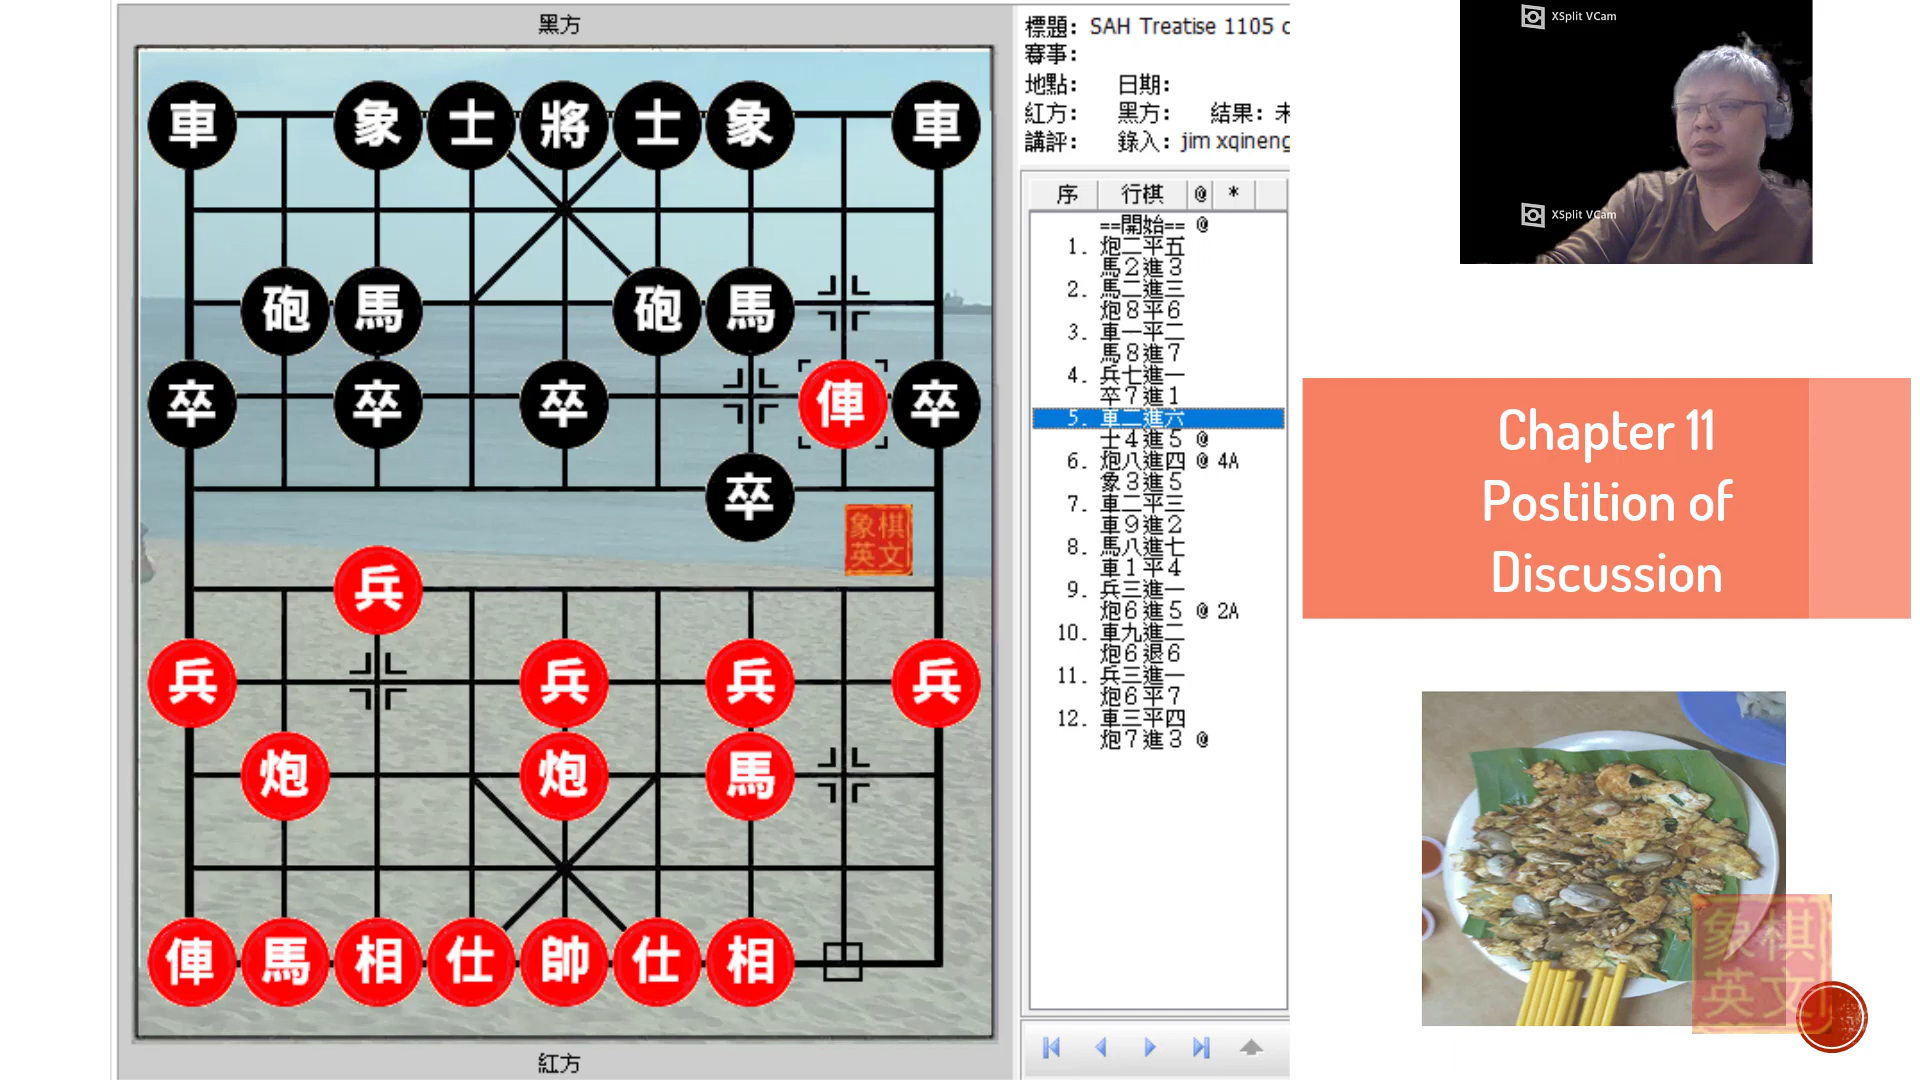 黑方
車 象 士 將 士 象 車
砲 馬 砲 馬
卒 卒 卒 俥 卒
卒
象棋
英文
兵
兵 兵 兵 兵
炮 炮 馬
俥 馬 相 仕 帥 仕 相
紅方
標題: SAH Treatise 1105 c
賽事:
地點: 日期:
紅方: 黑方: 結果: 未
講評: 錄入: jim xqineng
序 行棋 @ *
==開始== @
1. 炮二平五
馬2進3
2. 馬二進三
炮8平6
3. 車一平二
馬8進7
4. 兵七進一
卒7進1
5. 車二進六
士4進5 @
6. 炮八進四 @ 4A
象3進5
7. 車二平三
車9進2
8. 馬八進七
車1平4
9. 兵三進一
炮6進5 @ 2A
10. 車九進二
炮6退6
11. 兵三進一
炮6平7
12. 車三平四
炮7進3 @
XSplit VCam
XSplit VCam
Chapter 11
Postition of
Discussion
象棋
英文